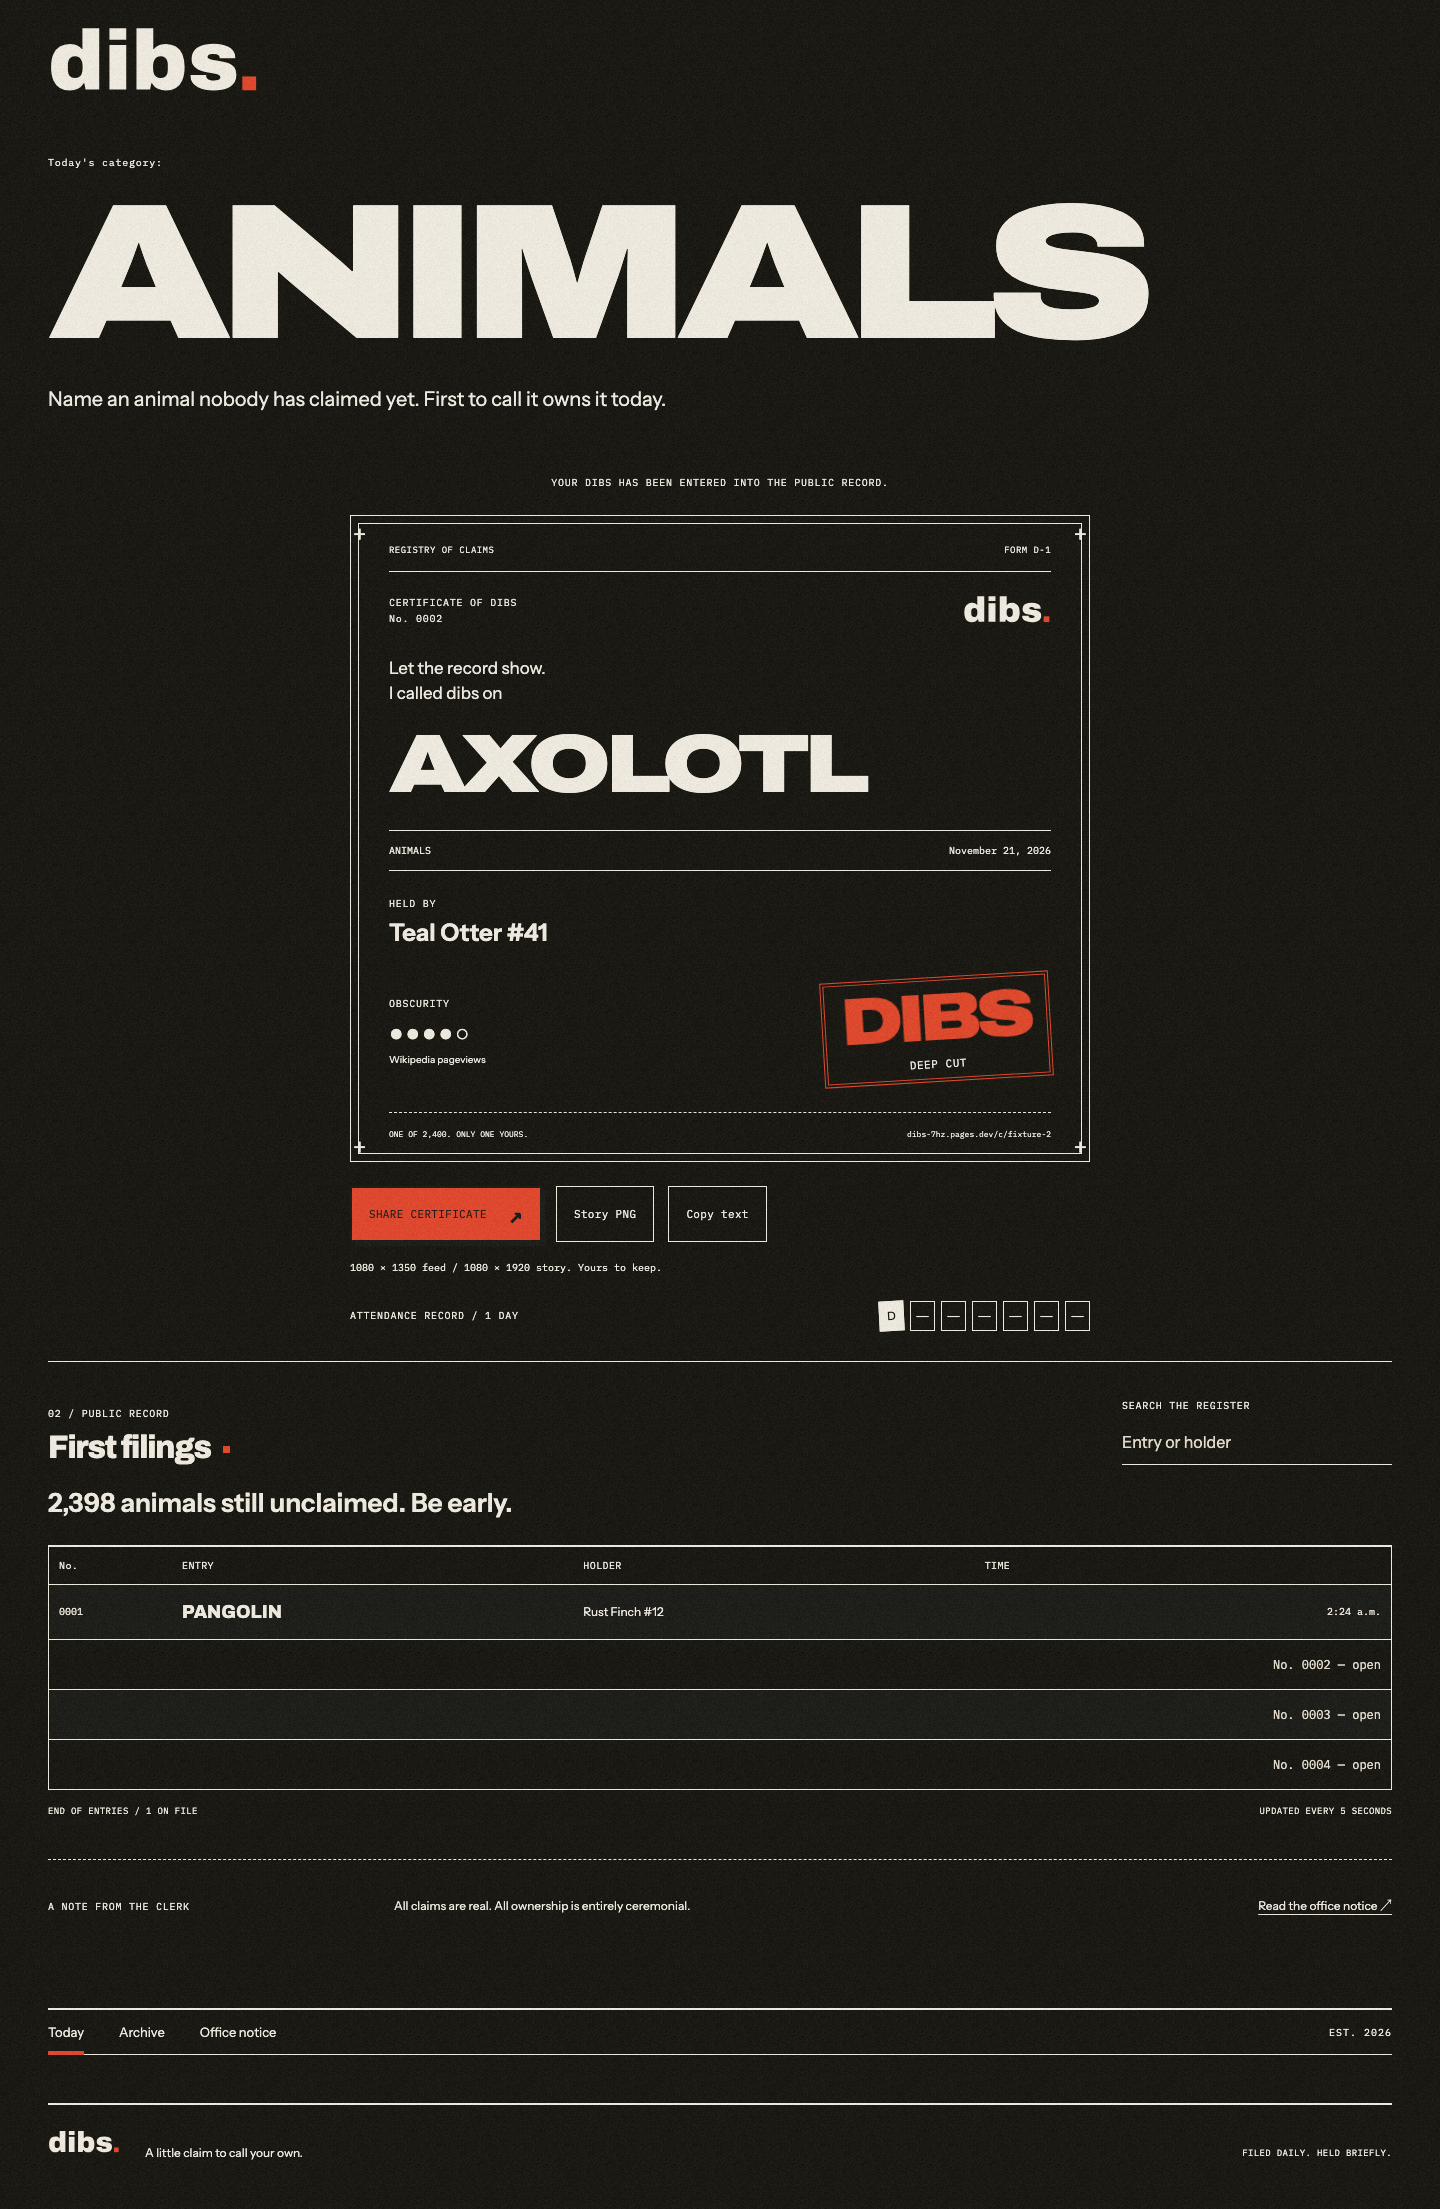 dibs.
Today's category:
ANIMALS
Name an animal nobody has claimed yet. First to call it owns it today.
YOUR DIBS HAS BEEN ENTERED INTO THE PUBLIC RECORD.
REGISTRY OF CLAIMS FORM D-1
CERTIFICATE OF DIBS
No. 0002
dibs.
Let the record show.
I called dibs on
AXOLOTL
ANIMALS November 21, 2026
HELD BY
Teal Otter #41
OBSCURITY
Wikipedia pageviews
DIBS
DEEP CUT
ONE OF 2,400. ONLY ONE YOURS. dibs-7hz.pages.dev/c/fixture-2
SHARE CERTIFICATE ↗ Story PNG Copy text
1080 × 1350 feed / 1080 × 1920 story. Yours to keep.
ATTENDANCE RECORD / 1 DAY D — — — — — —
02 / PUBLIC RECORD
First filings
SEARCH THE REGISTER
Entry or holder
2,398 animals still unclaimed. Be early.
No. ENTRY HOLDER TIME
0001 PANGOLIN Rust Finch #12 2:24 a.m.
No. 0002 — open
No. 0003 — open
No. 0004 — open
END OF ENTRIES / 1 ON FILE UPDATED EVERY 5 SECONDS
A NOTE FROM THE CLERK All claims are real. All ownership is entirely ceremonial. Read the office notice ↗
Today Archive Office notice EST. 2026
dibs. A little claim to call your own. FILED DAILY. HELD BRIEFLY.